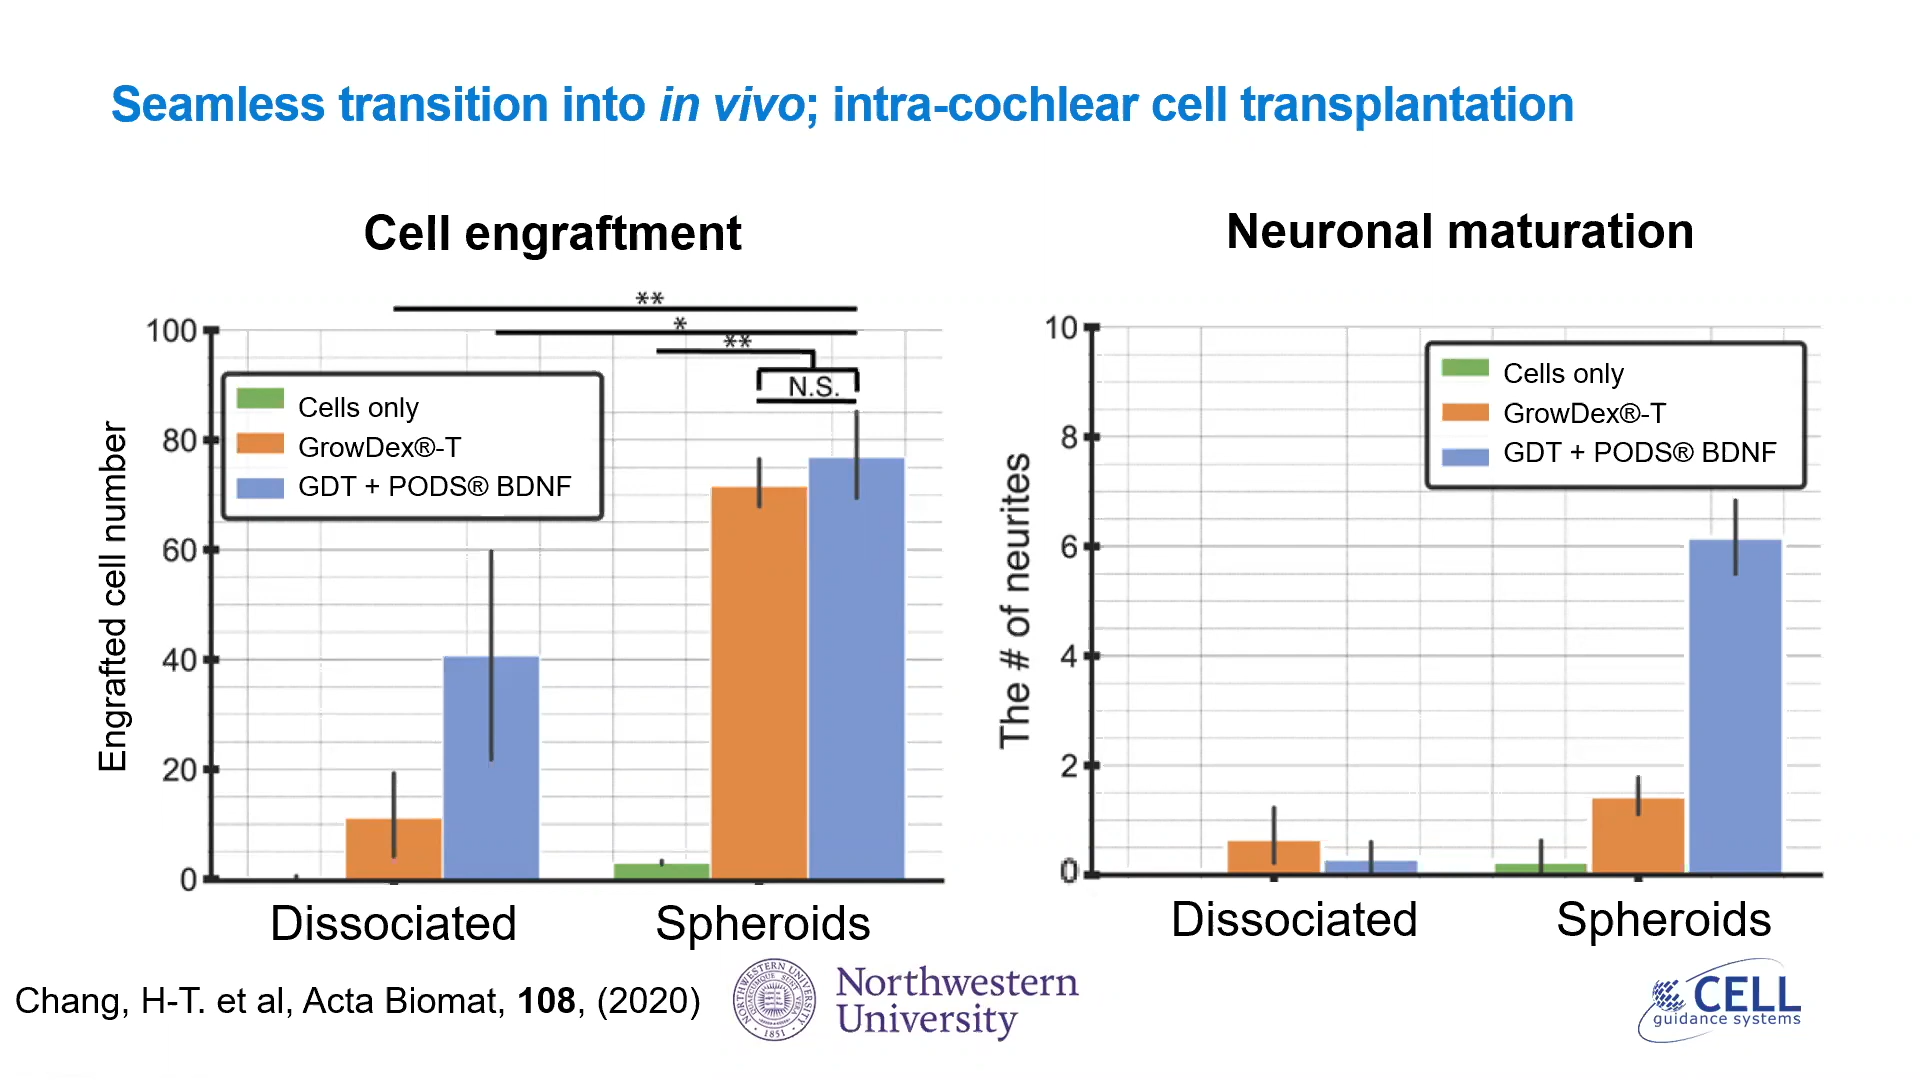 Seamless transition into in vivo; intra-cochlear cell transplantation
Cell engraftment
**
*
**
N.S.
100
80
60
40
20
0
Engrafted cell number
Cells only
GrowDex®-T
GDT + PODS® BDNF
Dissociated
Spheroids
Neuronal maturation
10
8
6
4
2
0
The # of neurites
Cells only
GrowDex®-T
GDT + PODS® BDNF
Dissociated
Spheroids
Chang, H-T. et al, Acta Biomat, 108, (2020)
NORTHWESTERN UNIVERSITY
1851
Northwestern
University
CELL
guidance systems